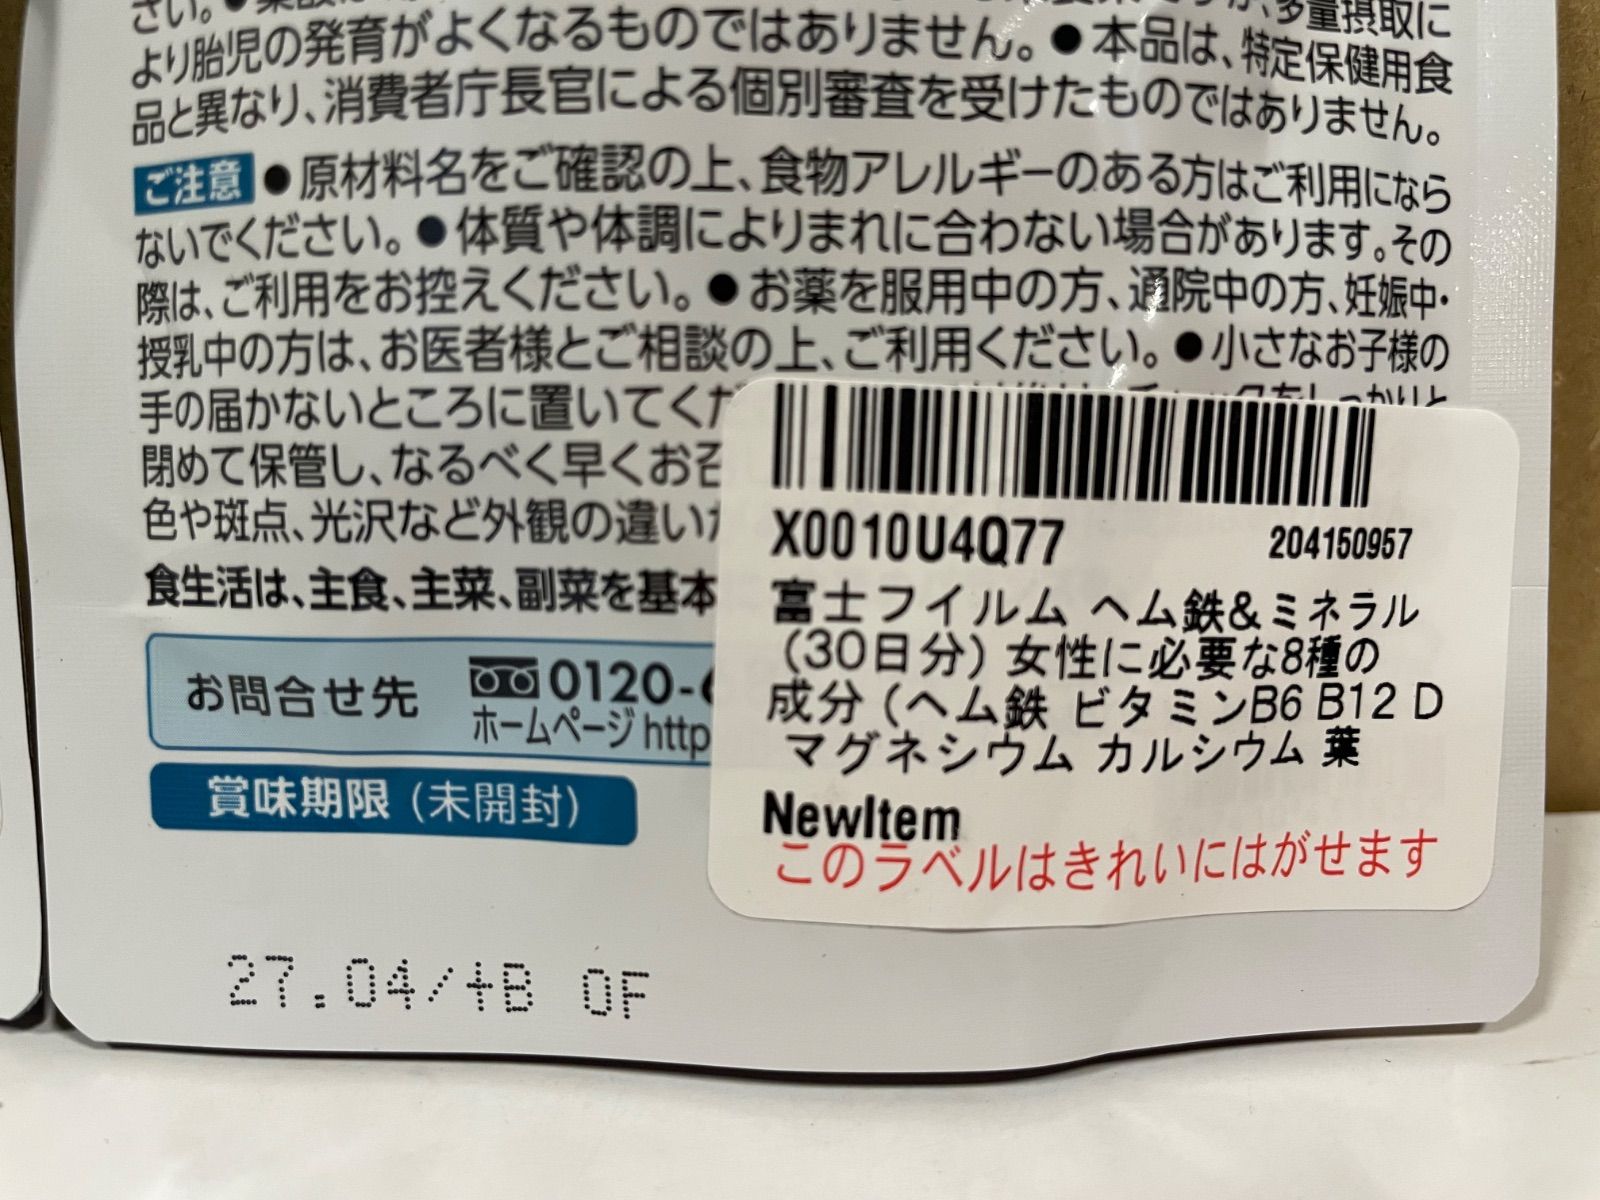 さい。●葉酸は
多量摂取に
より胎児の発育がよくなるものではありません。●本品は、特定保健用食
品と異なり、消費者庁長官による個別審査を受けたものではありません。
ご注意 ●原材料名をご確認の上、食物アレルギーのある方はご利用になら
ないでください。●体質や体調によりまれに合わない場合があります。その
際は、ご利用をお控えください。●お薬を服用中の方、通院中の方、妊娠中・
授乳中の方は、お医者様とご相談の上、ご利用ください。●小さなお子様の
手の届かないところに置いてくだ
チャックをしっかりと
閉めて保管し、なるべく早くお召
色や斑点、光沢など外観の違いが
食生活は、主食、主菜、副菜を基本
お問合せ先 0120-6
ホームページ http
賞味期限(未開封)
27.04/+B 0F
X0010U4Q77 204150957
富士フイルム ヘム鉄&ミネラル
(30日分) 女性に必要な8種の
成分 (ヘム鉄 ビタミンB6 B12 D
マグネシウム カルシウム 葉
NewItem
このラベルはきれいにはがせます